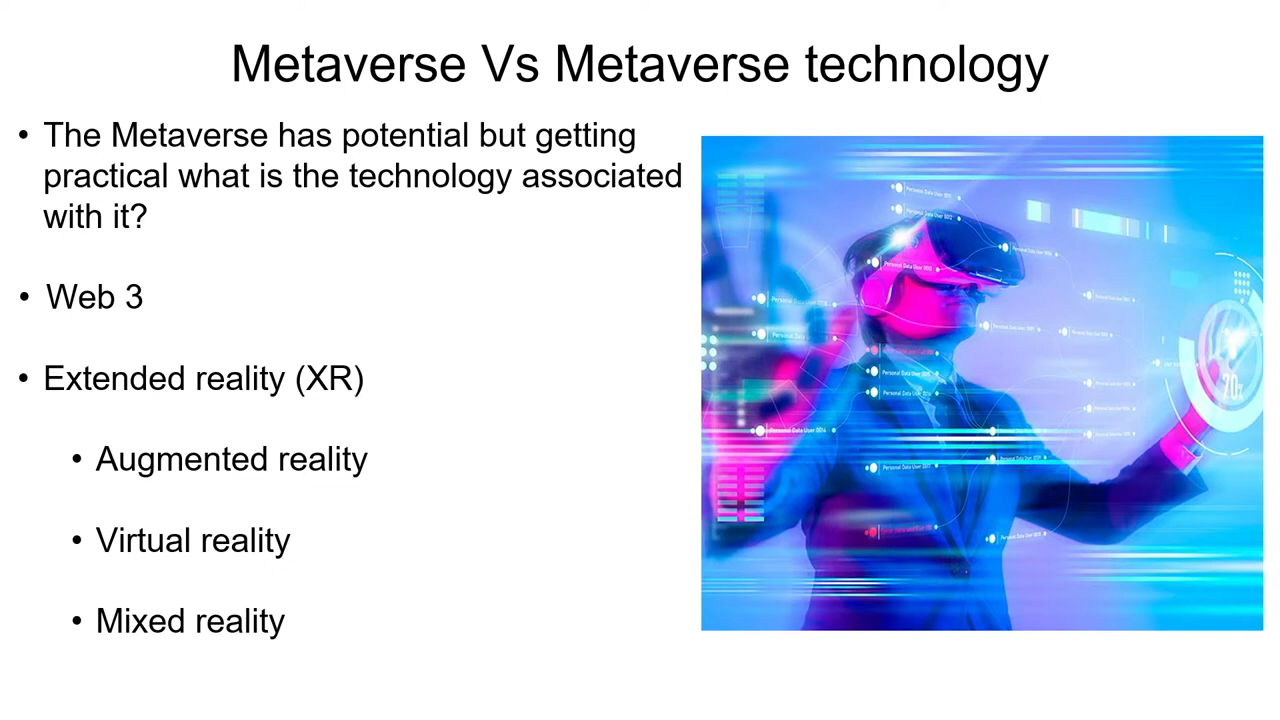 Metaverse Vs Metaverse technology
• The Metaverse has potential but getting
practical what is the technology associated
with it?
• Web 3
• Extended reality (XR)
• Augmented reality
• Virtual reality
• Mixed reality
70%